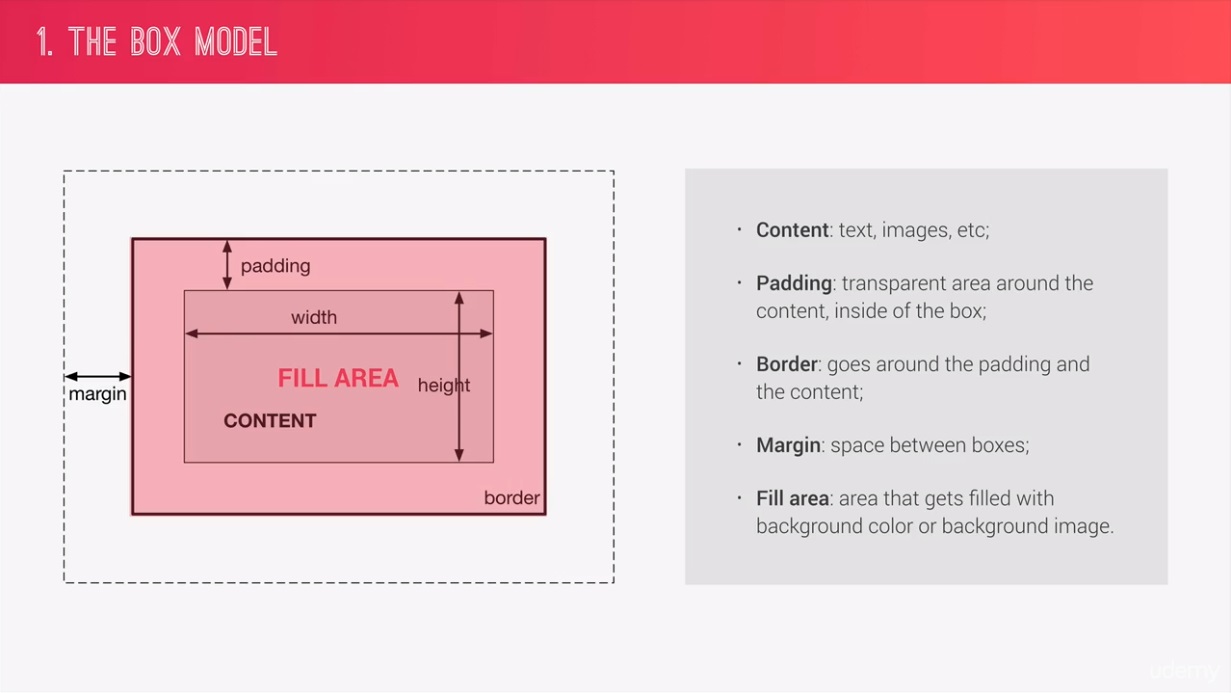 1. THE BOX MODEL
padding
width
FILL AREA
height
margin
CONTENT
border
· Content: text, images, etc;
· Padding: transparent area around the
content, inside of the box;
· Border: goes around the padding and
the content;
· Margin: space between boxes;
· Fill area: area that gets filled with
background color or background image.
udemy